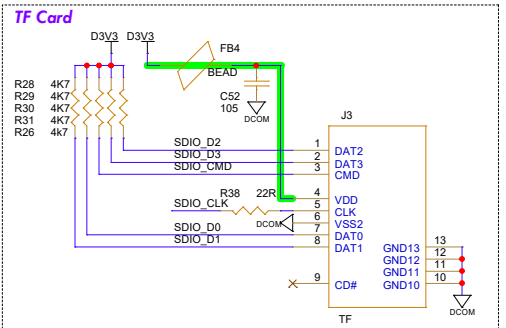 TF Card
D3V3 D3V3
FB4
BEAD
R28 4K7
R29 4K7
R30 4K7
R31 4K7
R26 4k7
C52
105
DCOM
J3
SDIO_D2 1 DAT2
SDIO_D3 2 DAT3
SDIO_CMD 3 CMD
R38 22R 4 VDD
SDIO_CLK 5 CLK
DCOM 6 VSS2
SDIO_D0 7 DAT0
SDIO_D1 8 DAT1
GND13 13
GND12 12
GND11 11
9 CD# GND10 10
DCOM
TF